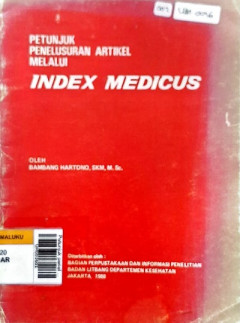 PETUNJUK
PENELUSURAN ARTIKEL
MELALUI
INDEX MEDICUS
OLEH
BAMBANG HARTONO, SKM, M. Sc.
MALUKU
Diterbitkan oleh :
BAGIAN PERPUSTAKAAN DAN INFORMASI PENELITIAN
BADAN LITBANG DEPARTEMEN KESEHATAN
JAKARTA,